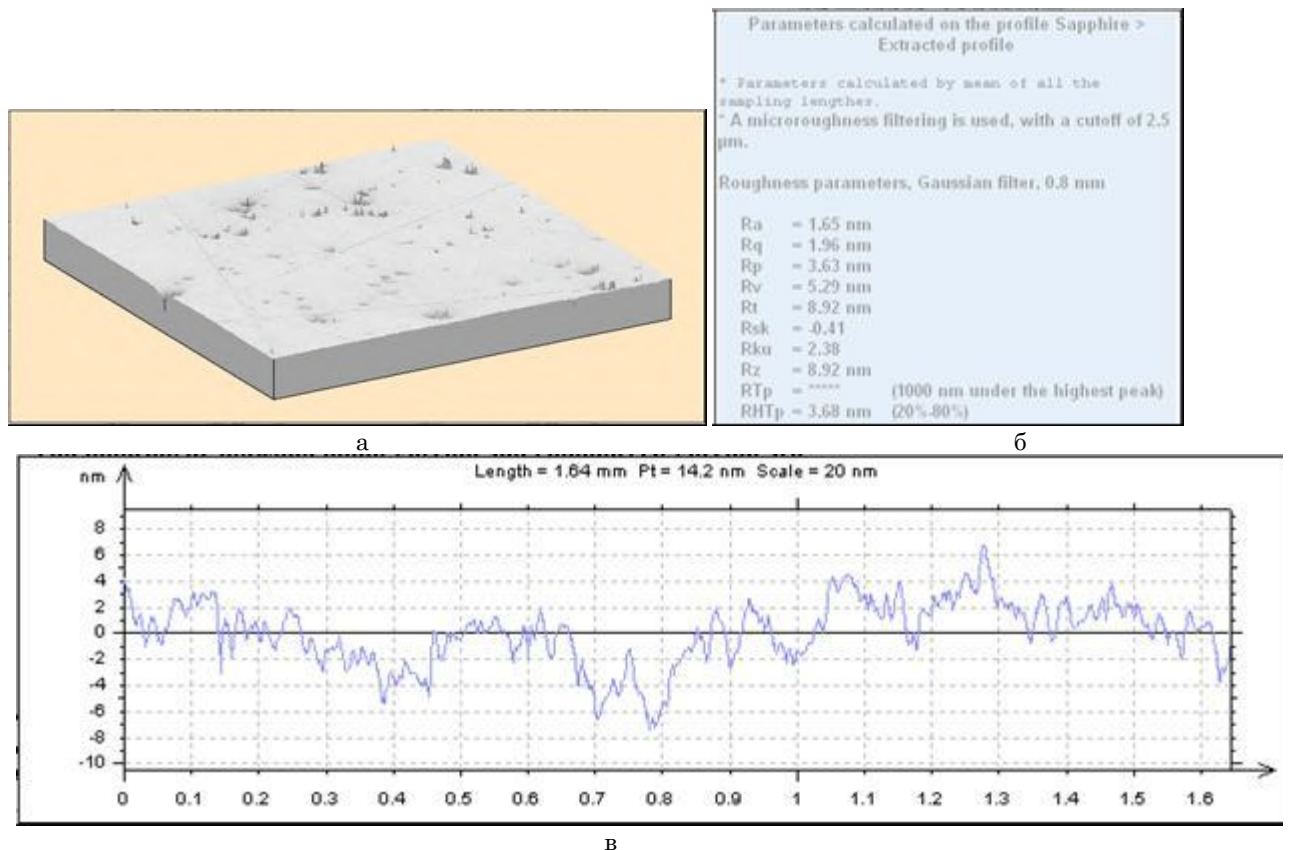 Parameters calculated on the profile Sapphire >
Extracted profile
* Parameters calculated by mean of all the
sampling lengthes.
* A microroughness filtering is used, with a cutoff of 2.5
µm.
Roughness parameters, Gaussian filter, 0.8 mm
Ra = 1.65 nm
Rq = 1.96 nm
Rp = 3.63 nm
Rv = 5.29 nm
Rt = 8.92 nm
Rsk = -0.41
Rku = 2.38
Rz = 8.92 nm
RTp = ***** (1000 nm under the highest peak)
RHTp = 3.68 nm (20%-80%)
а
б
Length = 1.64 mm Pt = 14.2 nm Scale = 20 nm
nm
8
6
4
2
0
-2
-4
-6
-8
-10
0 0.1 0.2 0.3 0.4 0.5 0.6 0.7 0.8 0.9 1 1.1 1.2 1.3 1.4 1.5 1.6
в